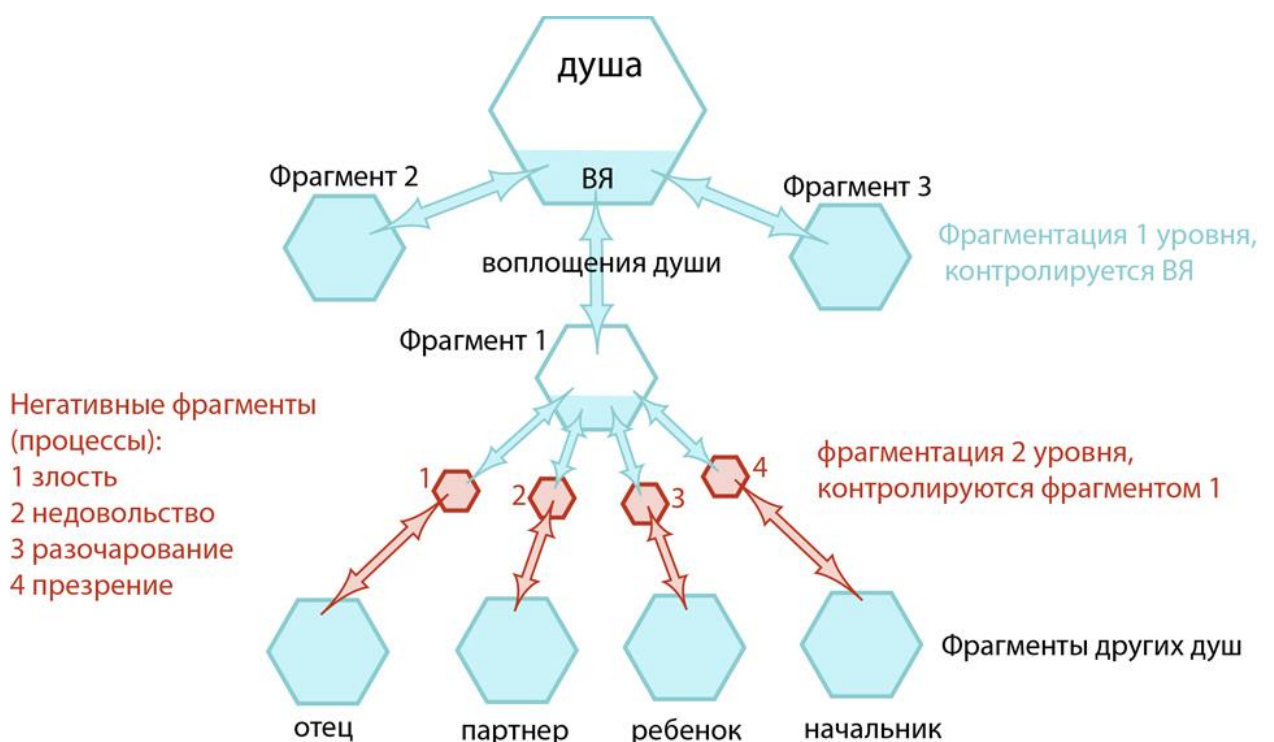 душа
ВЯ
Фрагмент 2
Фрагмент 3
Фрагментация 1 уровня,
контролируется ВЯ
воплощения души
Фрагмент 1
Негативные фрагменты
(процессы):
1 злость
2 недовольство
3 разочарование
4 презрение
1
2
3
4
фрагментация 2 уровня,
контролируются фрагментом 1
Фрагменты других душ
отец
партнер
ребенок
начальник